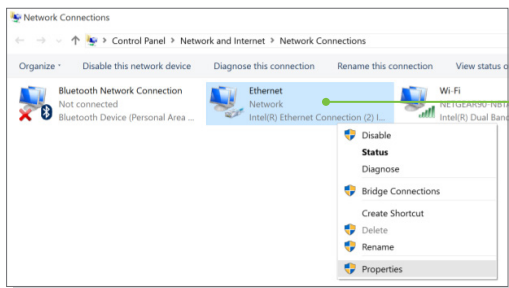 Network Connections
Control Panel > Network and Internet > Network Connections
Organize Disable this network device Diagnose this connection Rename this connection View status o
Bluetooth Network Connection
Not connected
Bluetooth Device (Personal Area ...
Ethernet
Network
Intel(R) Ethernet Connection (2) I...
Wi-Fi
NETGEAR90-
Intel(R) Dual Band
Disable
Status
Diagnose
Bridge Connections
Create Shortcut
Delete
Rename
Properties